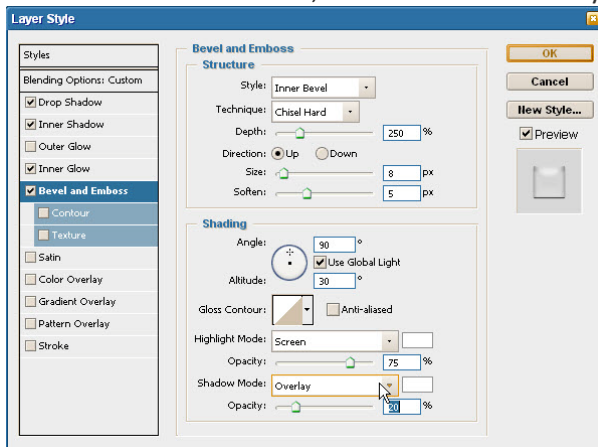 Layer Style
Styles
Blending Options: Custom
Drop Shadow
Inner Shadow
Outer Glow
Inner Glow
Bevel and Emboss
Contour
Texture
Satin
Color Overlay
Gradient Overlay
Pattern Overlay
Stroke
Bevel and Emboss
Structure
Style: Inner Bevel
Technique: Chisel Hard
Depth: 250 %
Direction: Up Down
Size: 8 px
Soften: 5 px
Shading
Angle: 90 °
Use Global Light
Altitude: 30 °
Gloss Contour: Anti-aliased
Highlight Mode: Screen
Opacity: 75 %
Shadow Mode: Overlay
Opacity: 20 %
OK
Cancel
New Style...
Preview